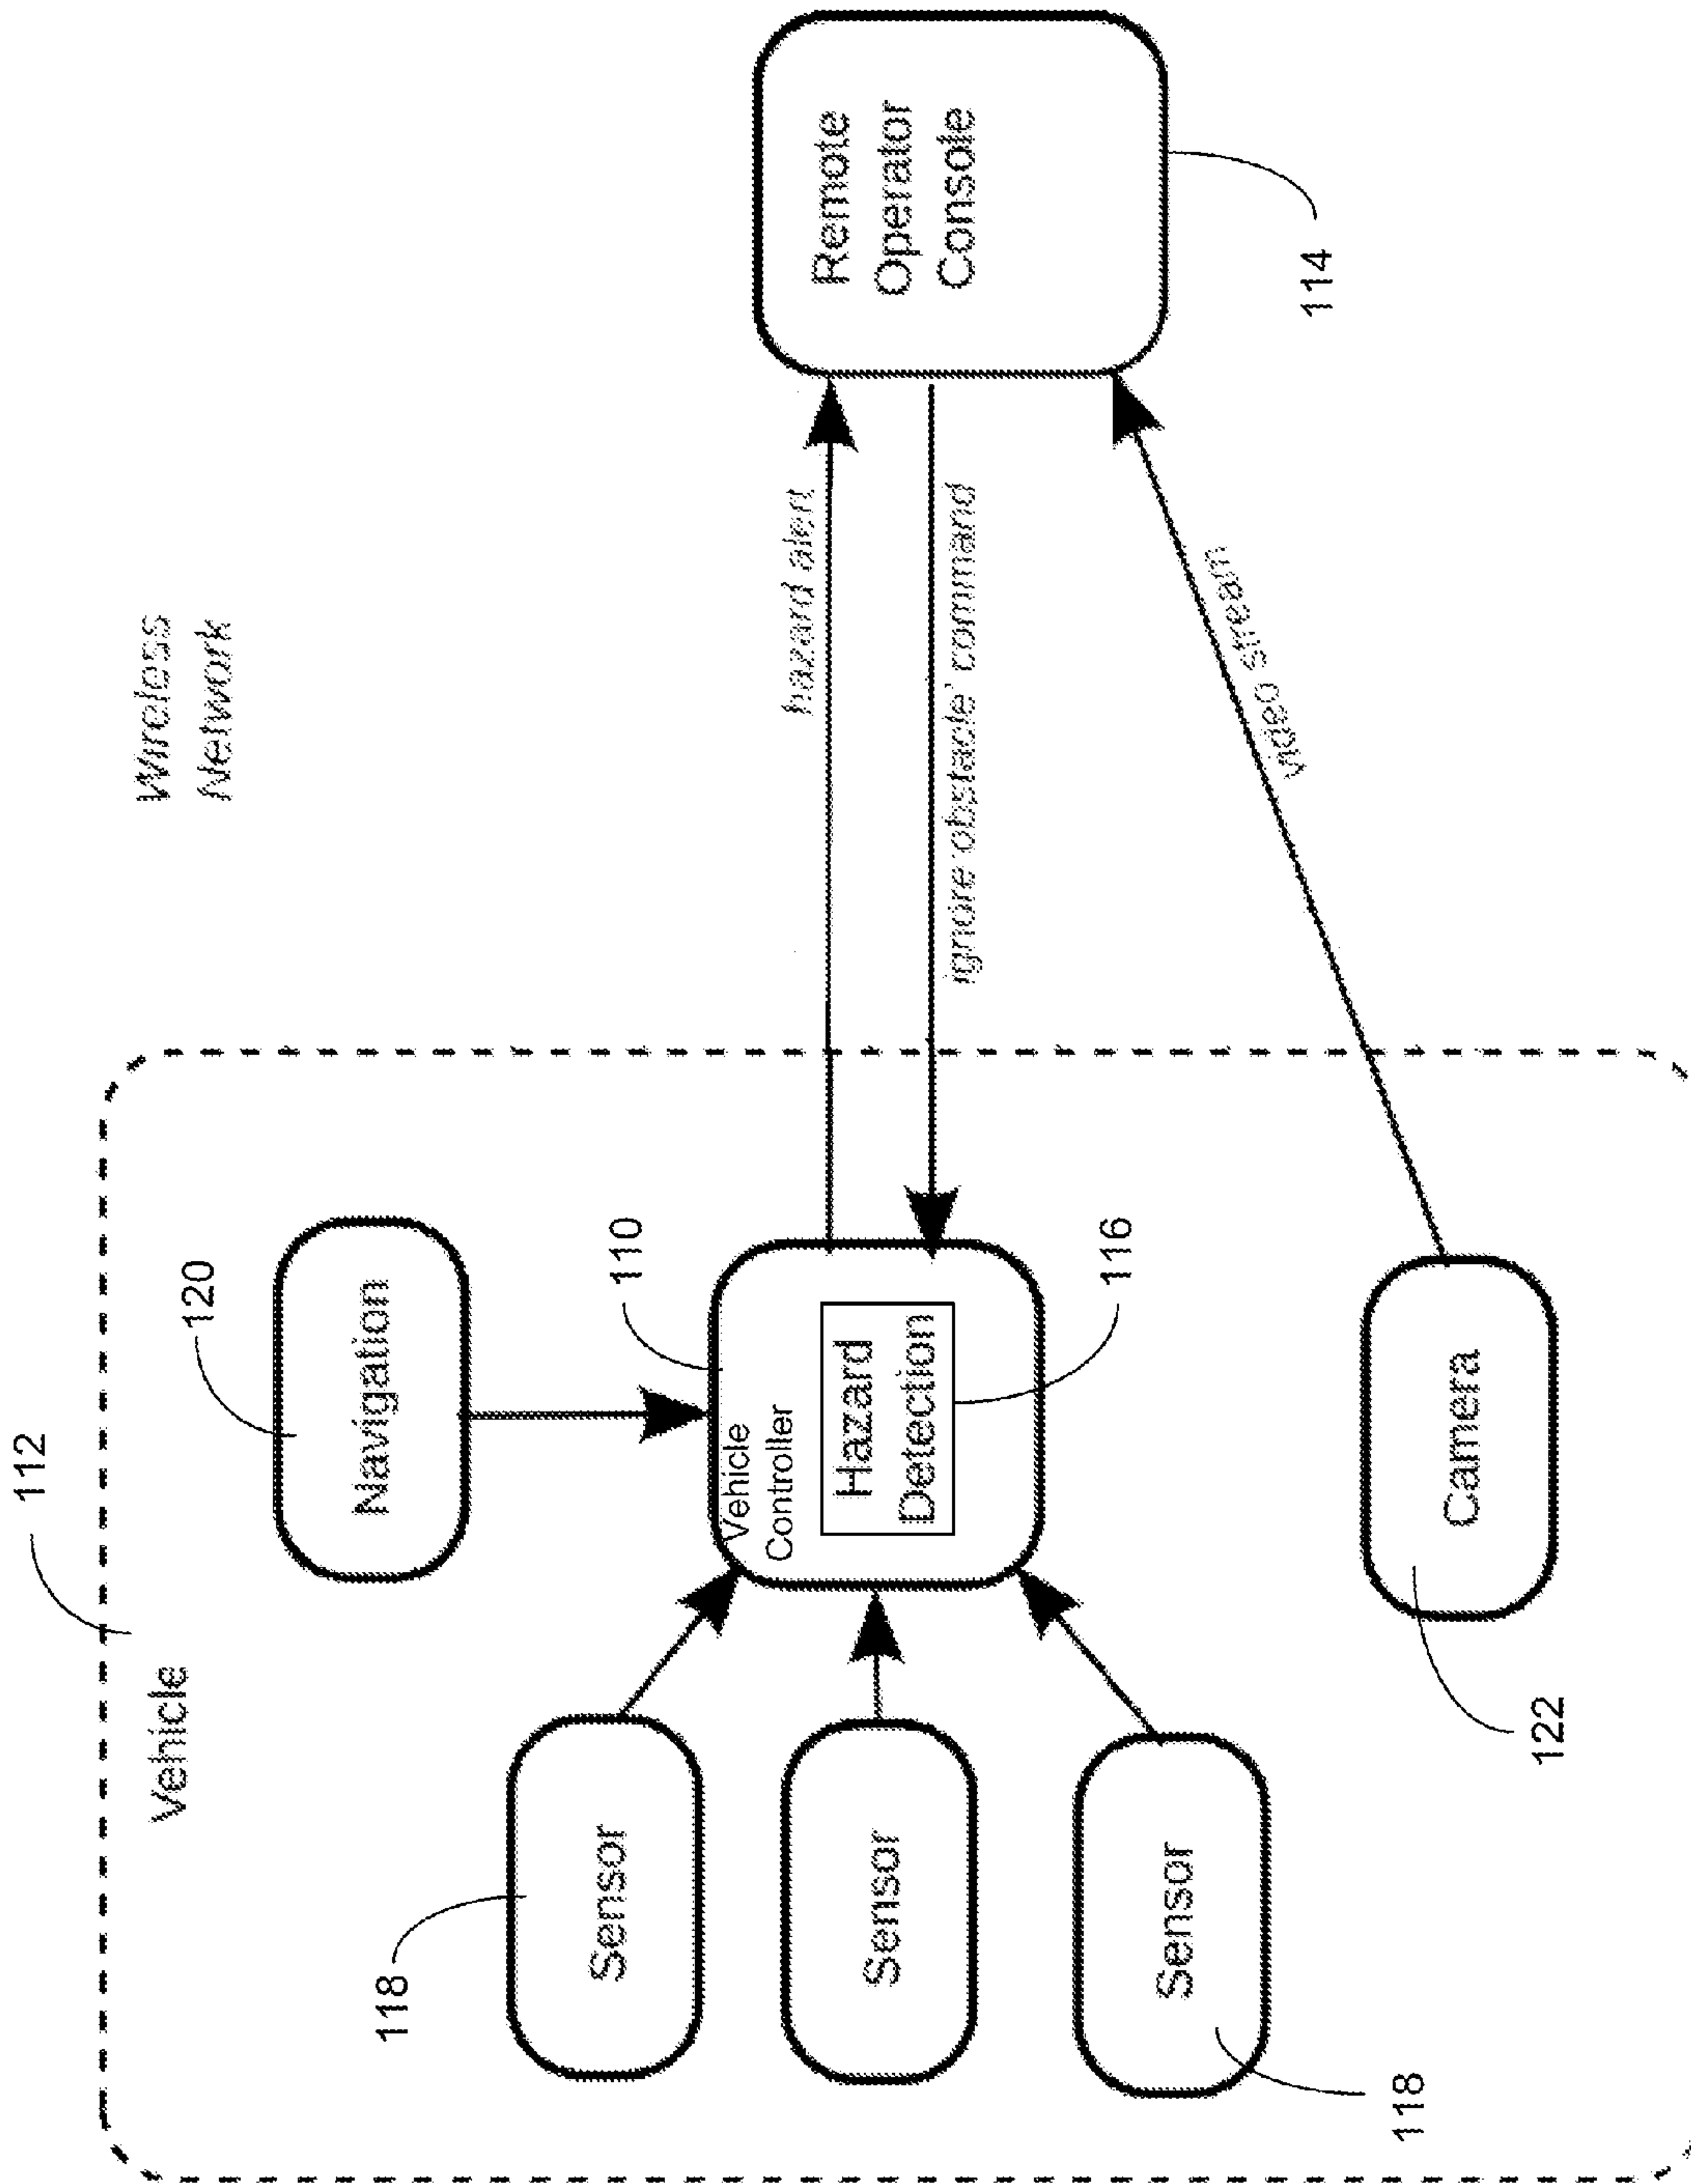 112
Vehicle
Wireless
Network
120
Navigation
118
Sensor
Sensor
Sensor
118
110
Vehicle
Controller
Hazard
Detection
116
hazard alert
ignore obstacle' command
video stream
Remote
Operator
Console
114
Camera
122